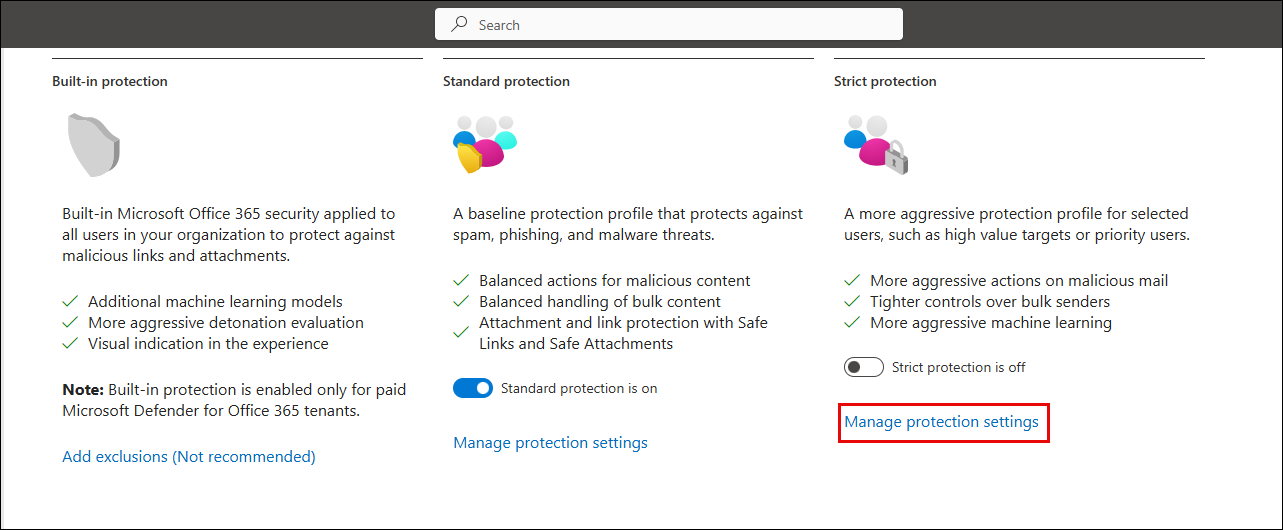 Search
Built-in protection
Built-in Microsoft Office 365 security applied to
all users in your organization to protect against
malicious links and attachments.
Additional machine learning models
More aggressive detonation evaluation
Visual indication in the experience
Note: Built-in protection is enabled only for paid
Microsoft Defender for Office 365 tenants.
Add exclusions (Not recommended)
Standard protection
A baseline protection profile that protects against
spam, phishing, and malware threats.
Balanced actions for malicious content
Balanced handling of bulk content
Attachment and link protection with Safe
Links and Safe Attachments
Standard protection is on
Manage protection settings
Strict protection
A more aggressive protection profile for selected
users, such as high value targets or priority users.
More aggressive actions on malicious mail
Tighter controls over bulk senders
More aggressive machine learning
Strict protection is off
Manage protection settings